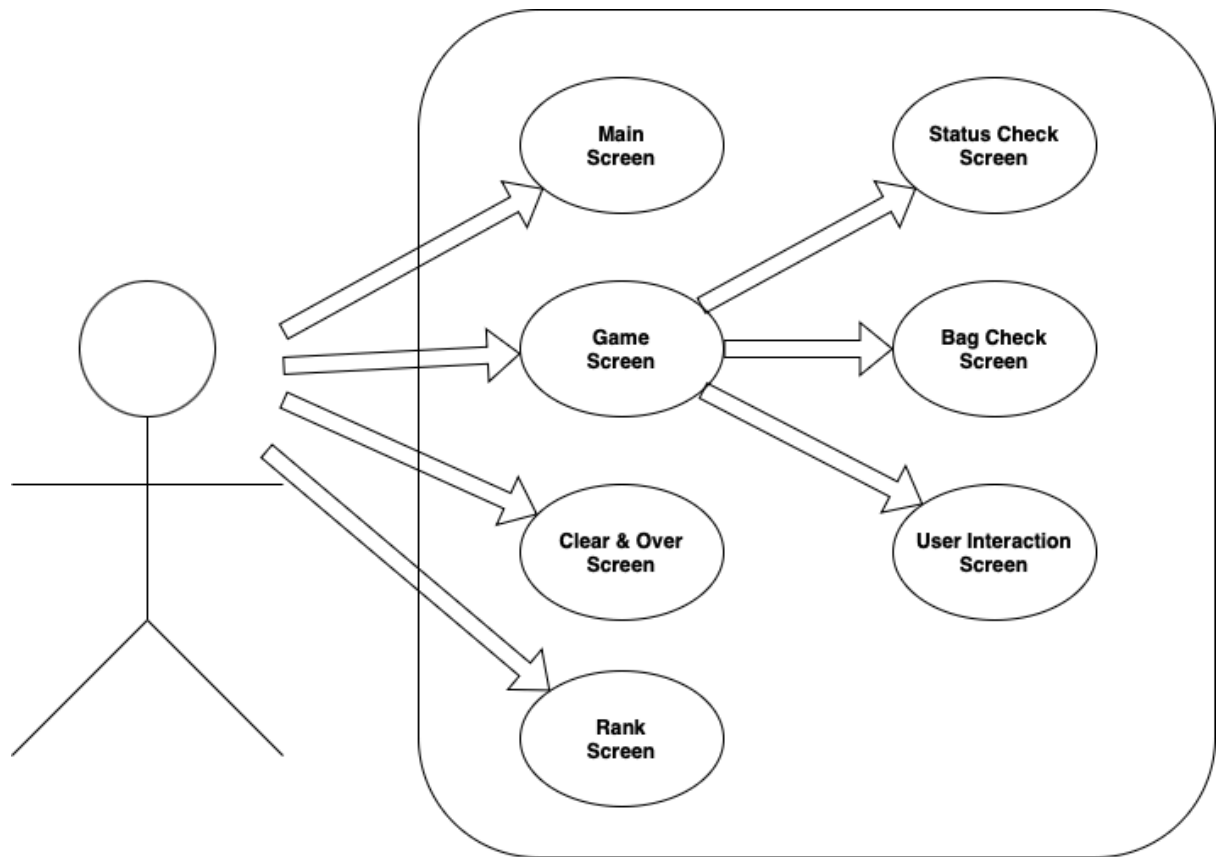 Main
Screen
Status Check
Screen
Game
Screen
Bag Check
Screen
Clear & Over
Screen
User Interaction
Screen
Rank
Screen